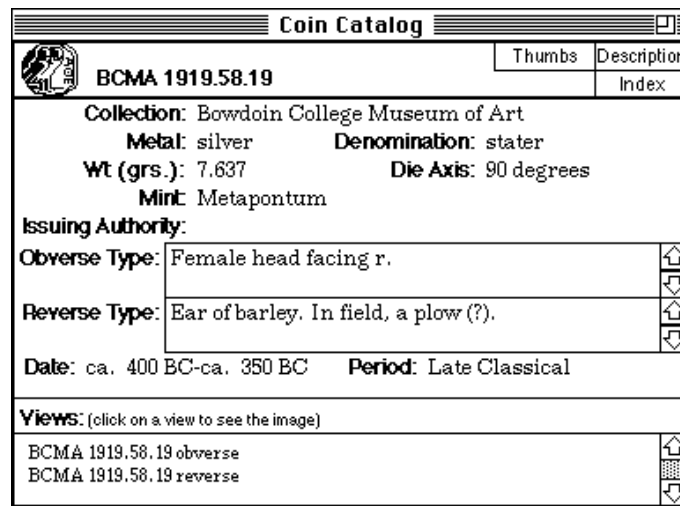 Coin Catalog
BCMA 1919.58.19
Thumbs
Description
Index
Collection: Bowdoin College Museum of Art
Metal: silver Denomination: stater
Wt (grs.): 7.637 Die Axis: 90 degrees
Mint: Metapontum
Issuing Authority:
Obverse Type: Female head facing r.
Reverse Type: Ear of barley. In field, a plow (?).
Date: ca. 400 BC-ca. 350 BC Period: Late Classical
Views: (click on a view to see the image)
BCMA 1919.58.19 obverse
BCMA 1919.58.19 reverse